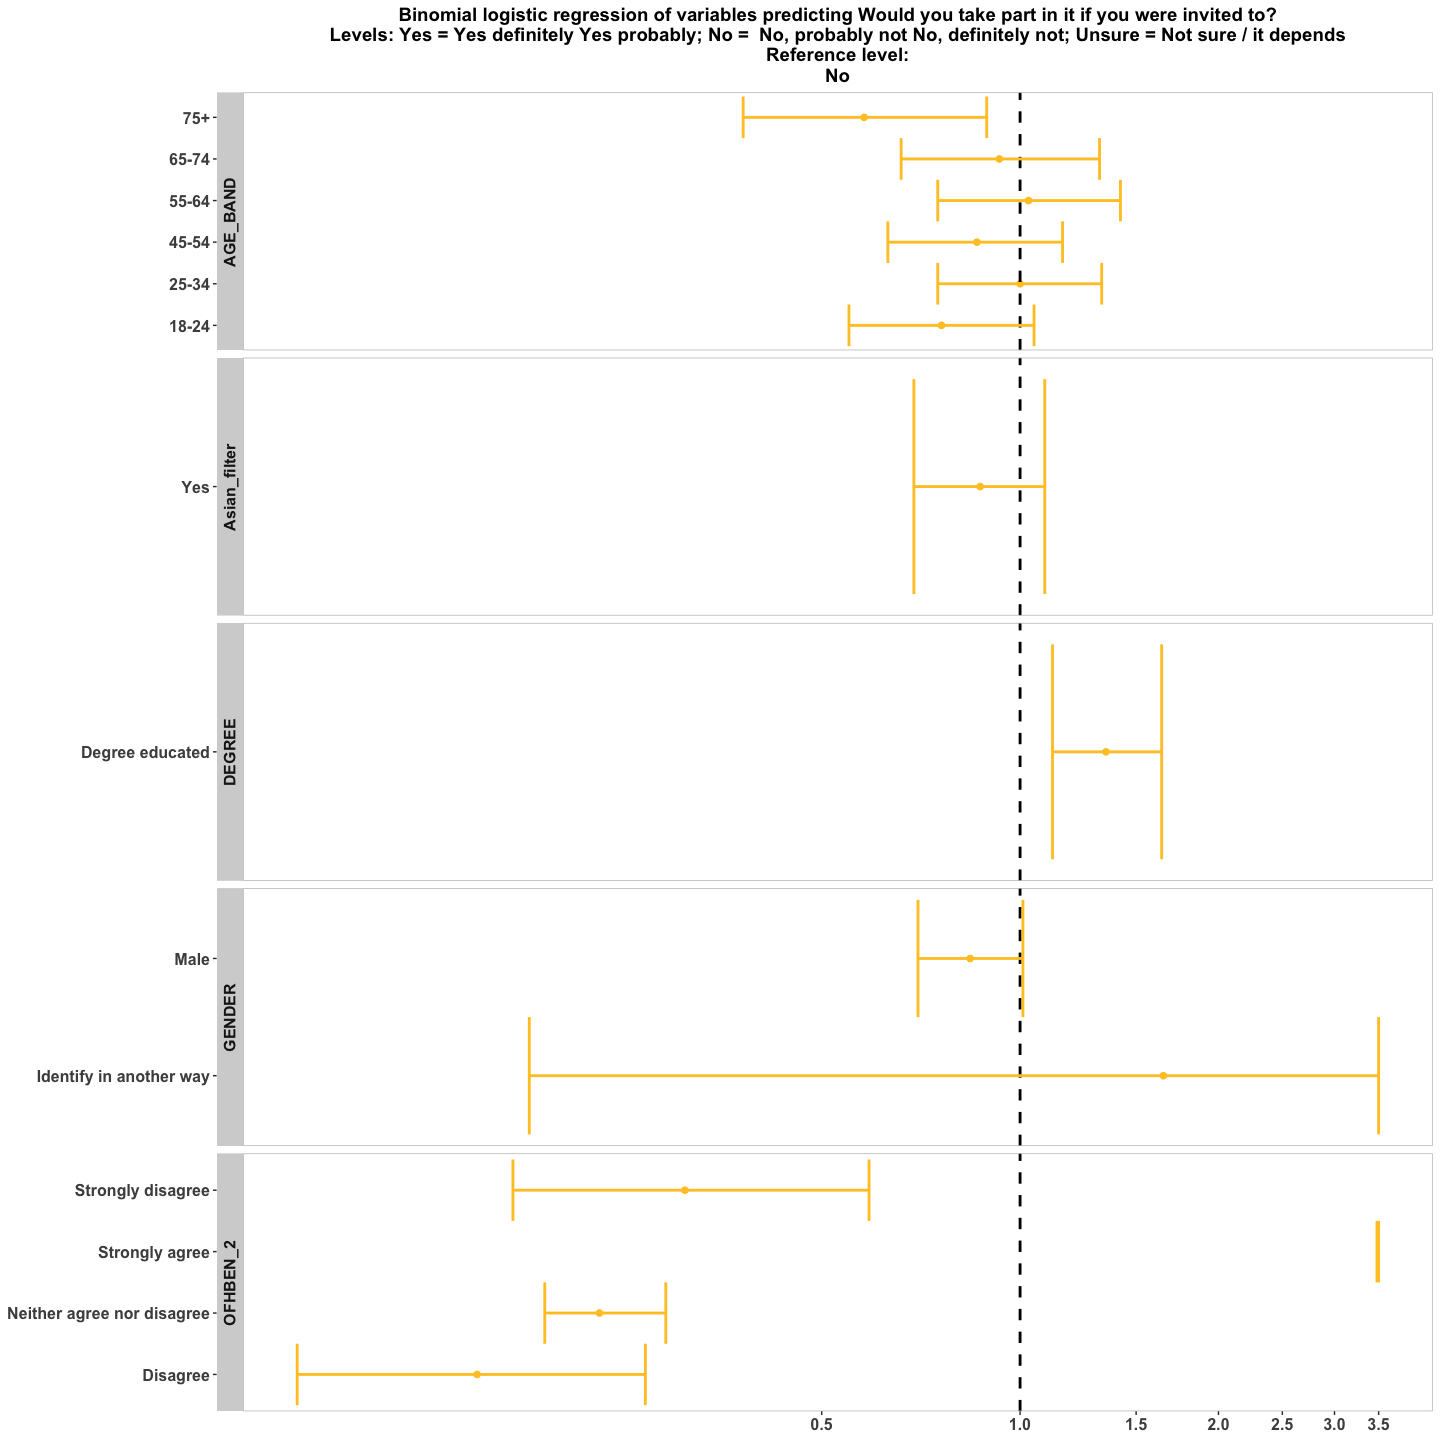 Binomial logistic regression of variables predicting Would you take part in it if you were invited to?
Levels: Yes = Yes definitely Yes probably; No =  No, probably not No, definitely not; Unsure = Not sure / it depends
Reference level:
No
AGE_BAND
75+
65-74
55-64
45-54
25-34
18-24
Asian_filter
Yes
DEGREE
Degree educated
GENDER
Male
Identify in another way
OFHBEN_2
Strongly disagree
Strongly agree
Neither agree nor disagree
Disagree
0.5 1.0 1.5 2.0 2.5 3.0 3.5